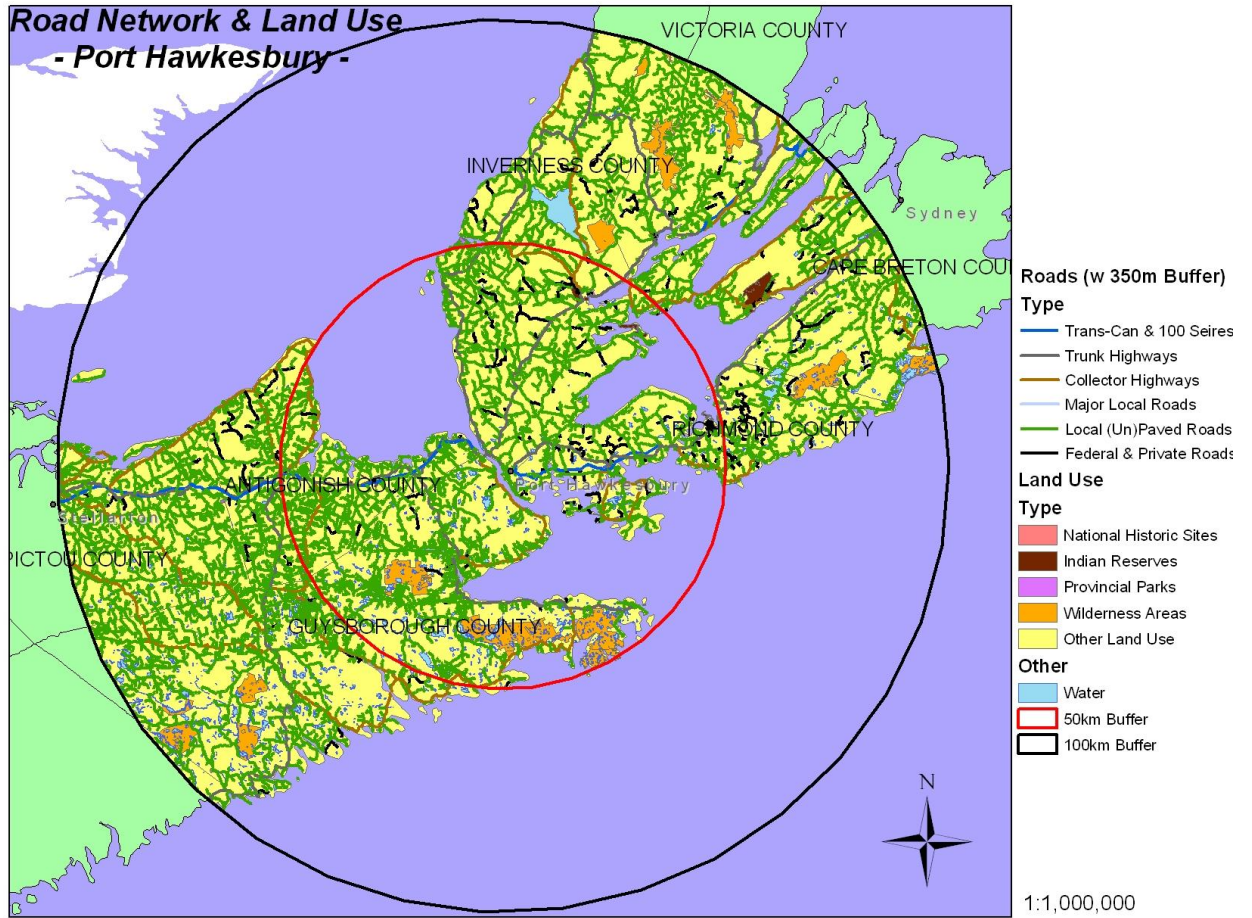 Road Network & Land Use
- Port Hawkesbury -
VICTORIA COUNTY
INVERNESS COUNTY
Sydney
CAPE BRETON COU
RICHMOND COUNTY
Port Hawkesbury
ANTIGONISH COUNTY
Stellarton
PICTOU COUNTY
GUYSBOROUGH COUNTY
N
Roads (w 350m Buffer)
Type
Trans-Can & 100 Seires
Trunk Highways
Collector Highways
Major Local Roads
Local (Un)Paved Roads
Federal & Private Roads
Land Use
Type
National Historic Sites
Indian Reserves
Provincial Parks
Wilderness Areas
Other Land Use
Other
Water
50km Buffer
100km Buffer
1:1,000,000